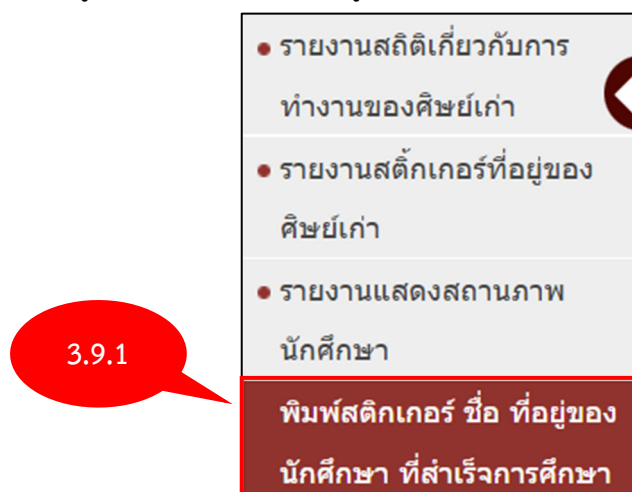 รายงานสถิติเกี่ยวกับการ
ทำงานของศิษย์เก่า
รายงานสติ้กเกอร์ที่อยู่ของ
ศิษย์เก่า
รายงานแสดงสถานภาพ
นักศึกษา
3.9.1
พิมพ์สติกเกอร์ ชื่อ ที่อยู่ของ
นักศึกษา ที่สำเร็จการศึกษา